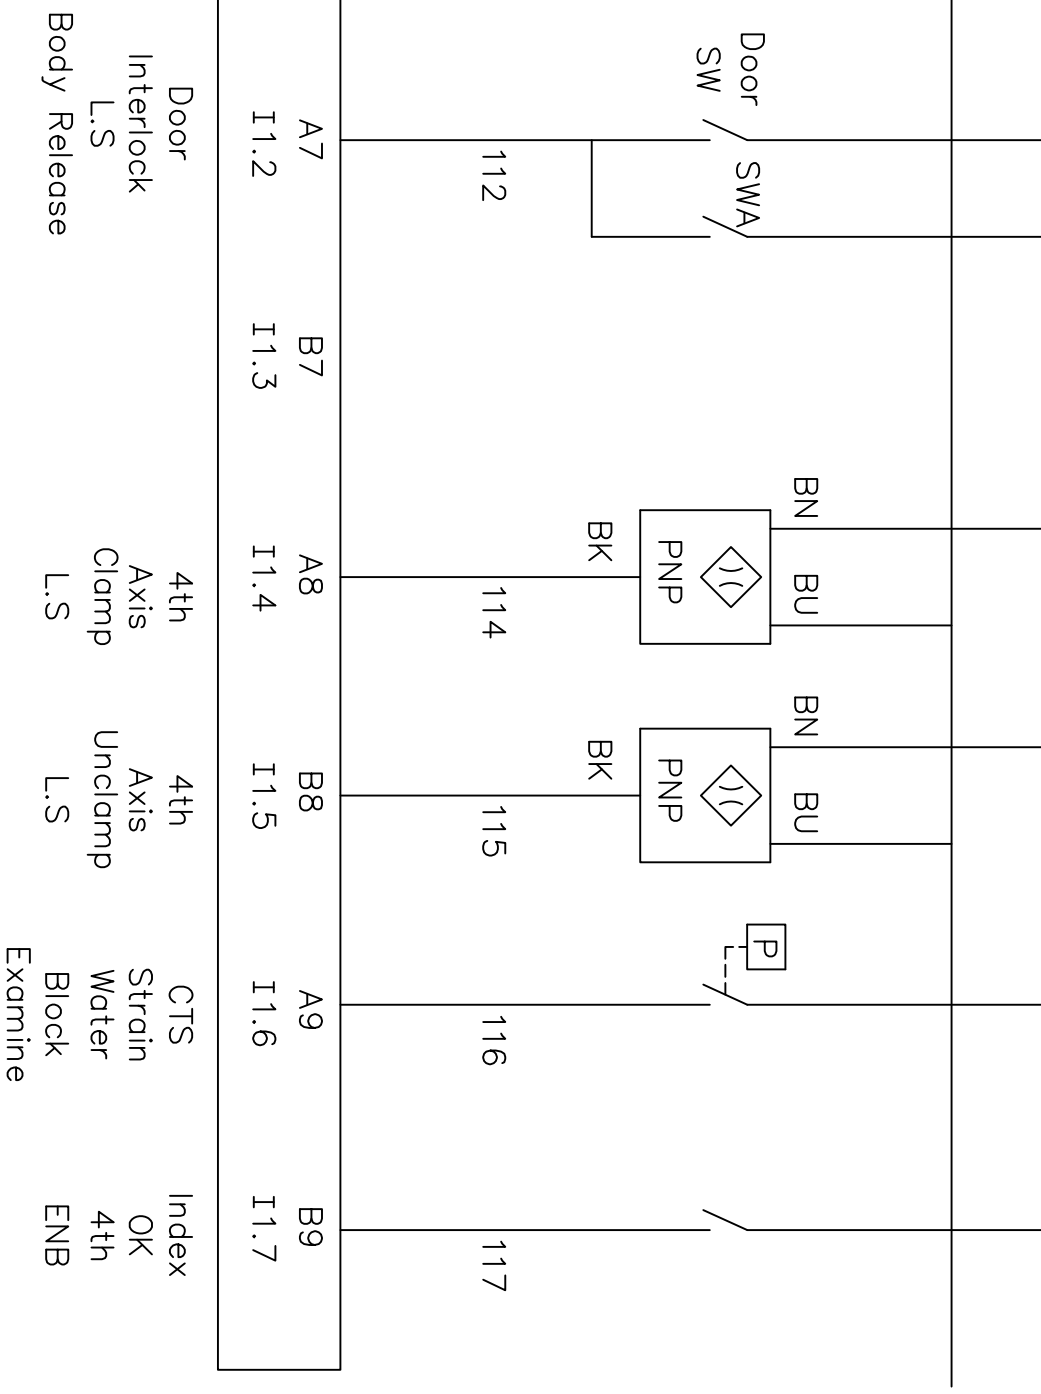 Door
SW
SWA
BN
BU
BN
BU
P
PNP
PNP
BK
BK
112
114
115
116
117
A7
B7
A8
B8
A9
B9
I1.2
I1.3
I1.4
I1.5
I1.6
I1.7
Door
Interlock
L.S
Body Release
4th
Axis
Clamp
L.S
4th
Axis
Unclamp
L.S
CTS
Strain
Water
Block
Examine
Index
OK
4th
ENB